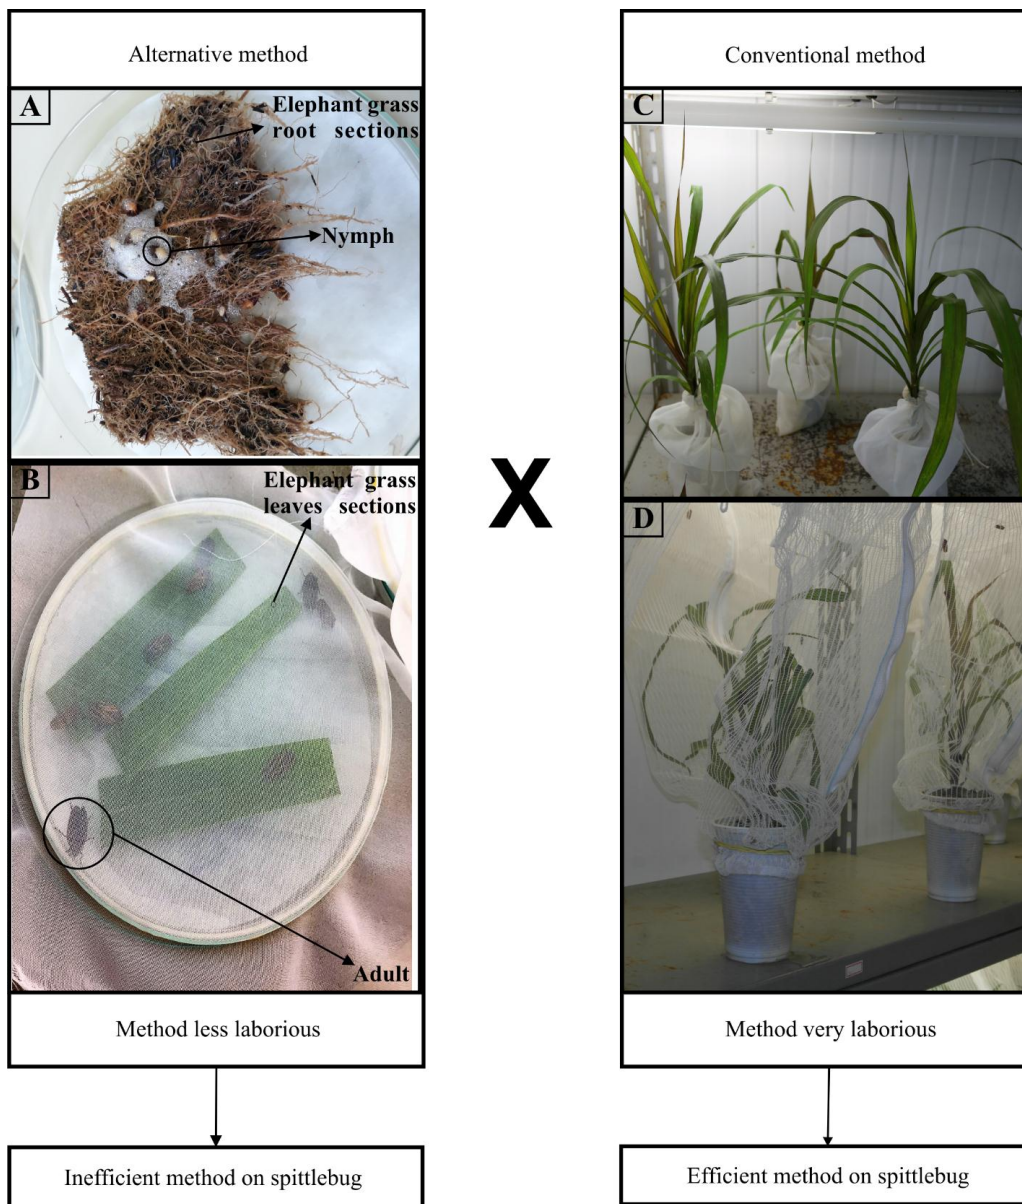 Alternative method
A
Elephant grass
root sections
Nymph
B
Elephant grass
leaves sections
Adult
Method less laborious
Inefficient method on spittlebug
X
Conventional method
C
D
Method very laborious
Efficient method on spittlebug